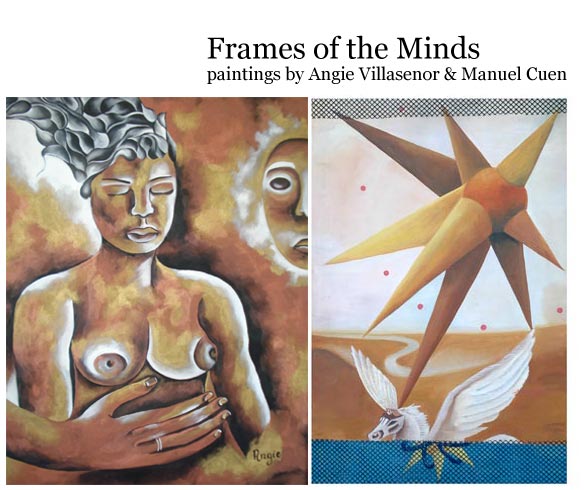 Frames of the Minds
paintings by Angie Villasenor & Manuel Cuen
Angie